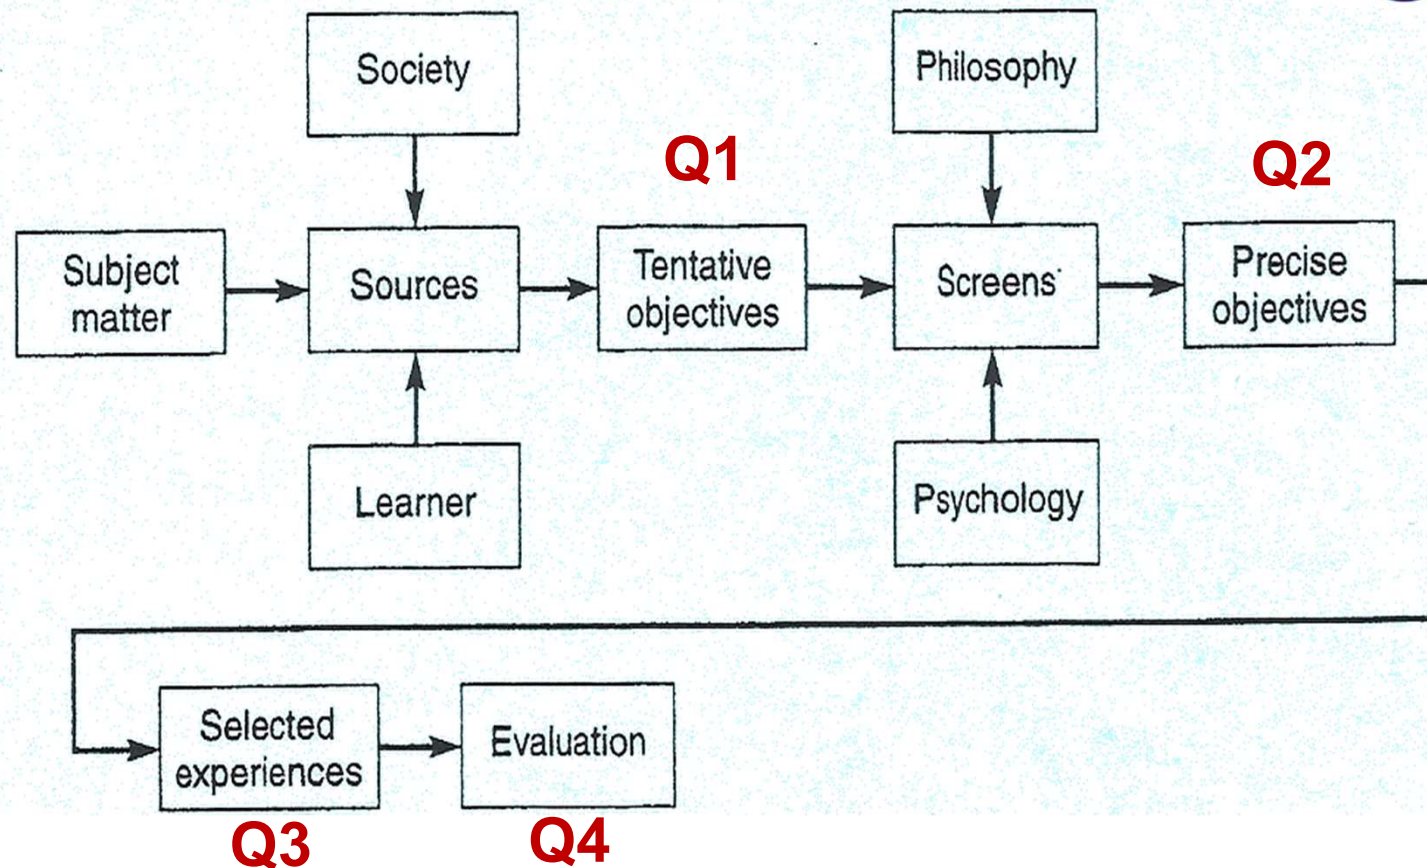 Society
Philosophy
Q1
Q2
Subject
matter
Sources
Tentative
objectives
Screens
Precise
objectives
Learner
Psychology
Selected
experiences
Evaluation
Q3
Q4